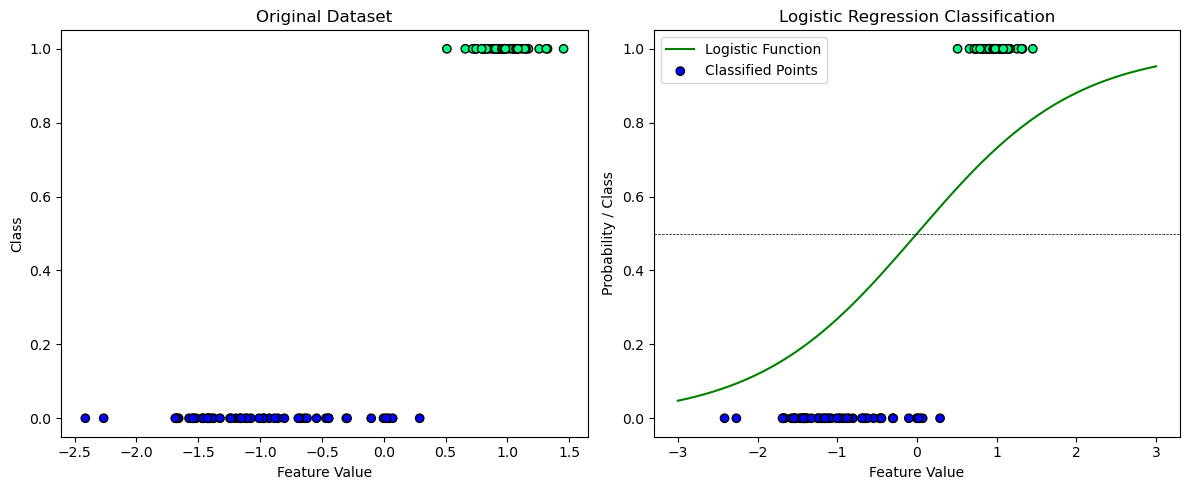 Original Dataset
Class
1.0
0.8
0.6
0.4
0.2
0.0
−2.5 −2.0 −1.5 −1.0 −0.5 0.0 0.5 1.0 1.5
Feature Value
Logistic Regression Classification
Logistic Function
Classified Points
Probability / Class
1.0
0.8
0.6
0.4
0.2
0.0
−3 −2 −1 0 1 2 3
Feature Value